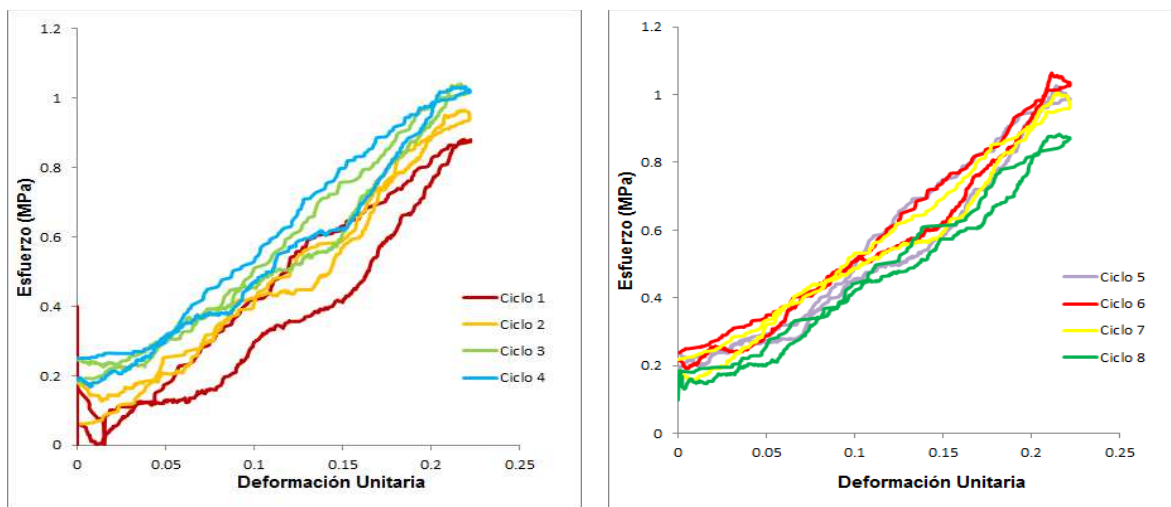 Esfuerzo (MPa)
1.2
1
0.8
0.6
0.4
0.2
0
0
0.05
0.1
0.15
0.2
0.25
Deformación Unitaria
Ciclo 1
Ciclo 2
Ciclo 3
Ciclo 4
Esfuerzo (MPa)
1.2
1
0.8
0.6
0.4
0.2
0
0
0.05
0.1
0.15
0.2
0.25
Deformación Unitaria
Ciclo 5
Ciclo 6
Ciclo 7
Ciclo 8